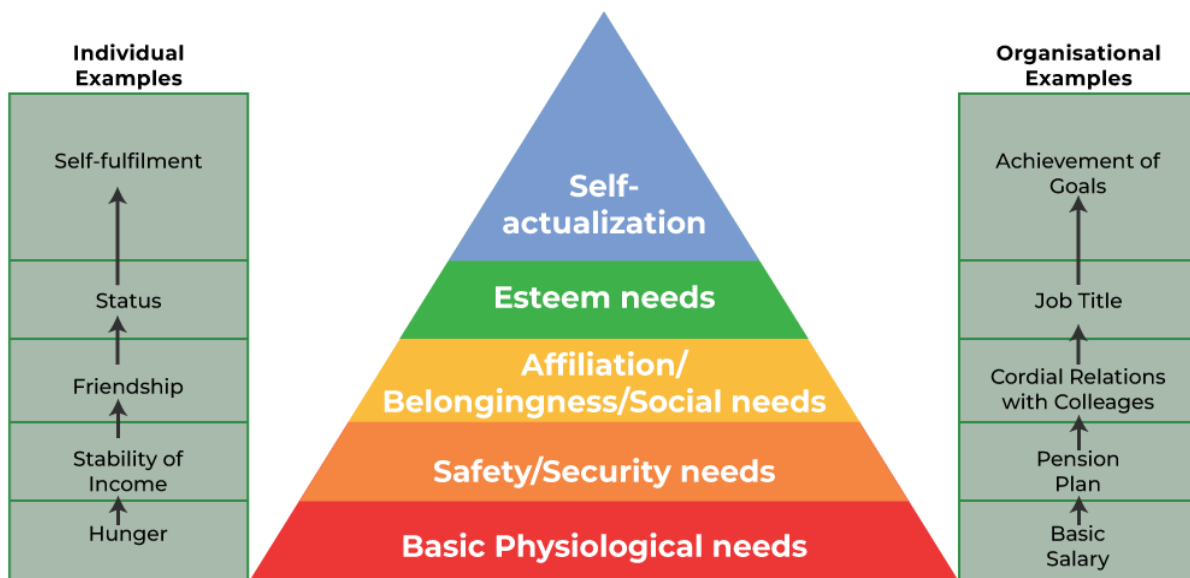 Individual
Examples
Self-fulfilment
Status
Friendship
Stability of
Income
Hunger
Self-
actualization
Esteem needs
Affiliation/
Belongingness/Social needs
Safety/Security needs
Basic Physiological needs
Organisational
Examples
Achievement of
Goals
Job Title
Cordial Relations
with Colleages
Pension
Plan
Basic
Salary